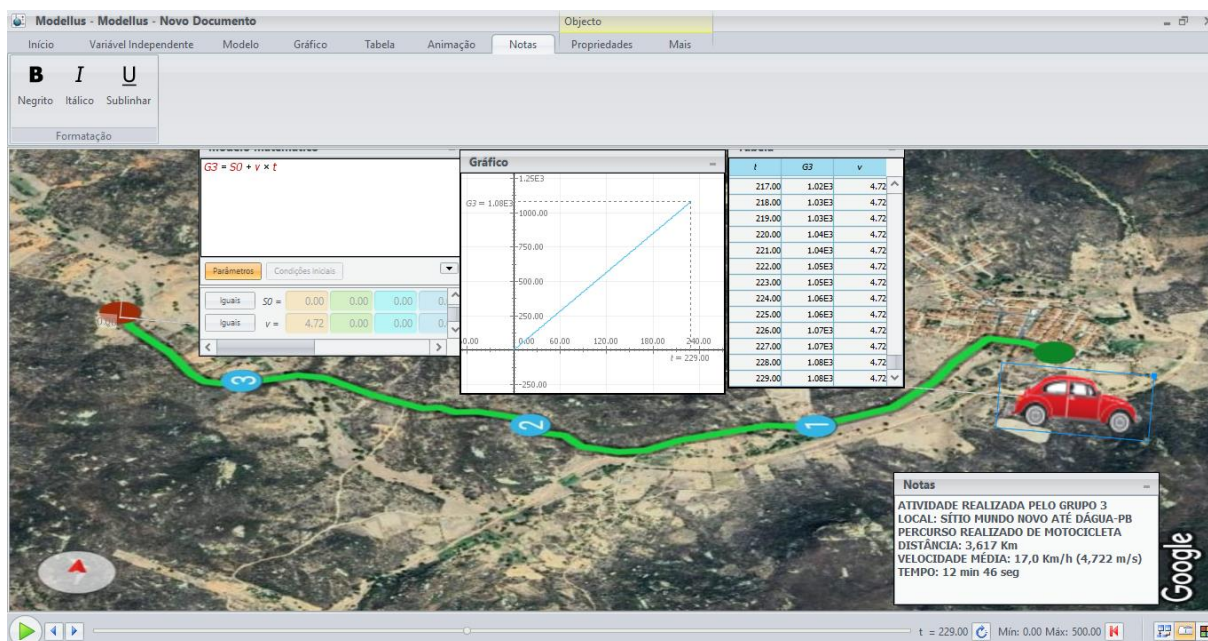 Modellus - Modellus - Novo Documento
Objecto
Início Variável Independente Modelo Gráfico Tabela Animação Notas Propriedades Mais
B I U
Negrito Itálico Sublinhar
Formatação
G3 = S0 + v × t
Parâmetros Condições iniciais
Iguais S0 = 0.00 0.00 0.00
Iguais v = 4.72 0.00 0.00
Gráfico
1.25E3
G3 = 1.08E3
1000.00
750.00
500.00
250.00
0.00 60.00 120.00 180.00 240.00
t = 229.00
-250.00
t G3 v
217.00 1.02E3 4.72
218.00 1.03E3 4.72
219.00 1.03E3 4.72
220.00 1.04E3 4.72
221.00 1.04E3 4.72
222.00 1.05E3 4.72
223.00 1.05E3 4.72
224.00 1.06E3 4.72
225.00 1.06E3 4.72
226.00 1.07E3 4.72
227.00 1.07E3 4.72
228.00 1.08E3 4.72
229.00 1.08E3 4.72
3
2
1
Notas
ATIVIDADE REALIZADA PELO GRUPO 3
LOCAL: SÍTIO MUNDO NOVO ATÉ DÁGUA-PB
PERCURSO REALIZADO DE MOTOCICLETA
DISTÂNCIA: 3,617 Km
VELOCIDADE MÉDIA: 17,0 Km/h (4,722 m/s)
TEMPO: 12 min 46 seg
Google
t = 229.00 Mín: 0.00 Máx: 500.00